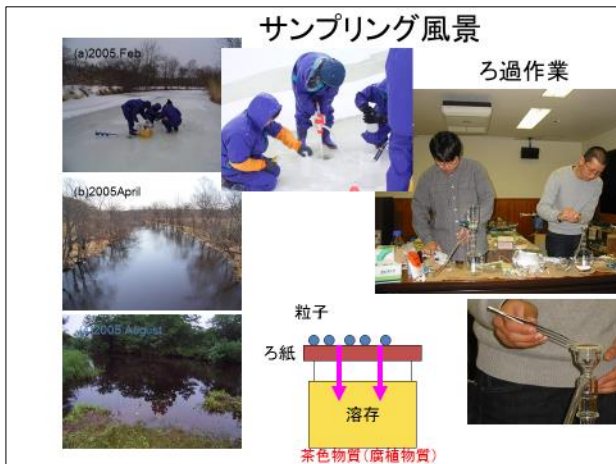 サンプリング風景
(a)2005.Feb
ろ過作業
(b)2005April
2005.August
粒子
ろ紙
溶存
茶色物質(腐植物質)